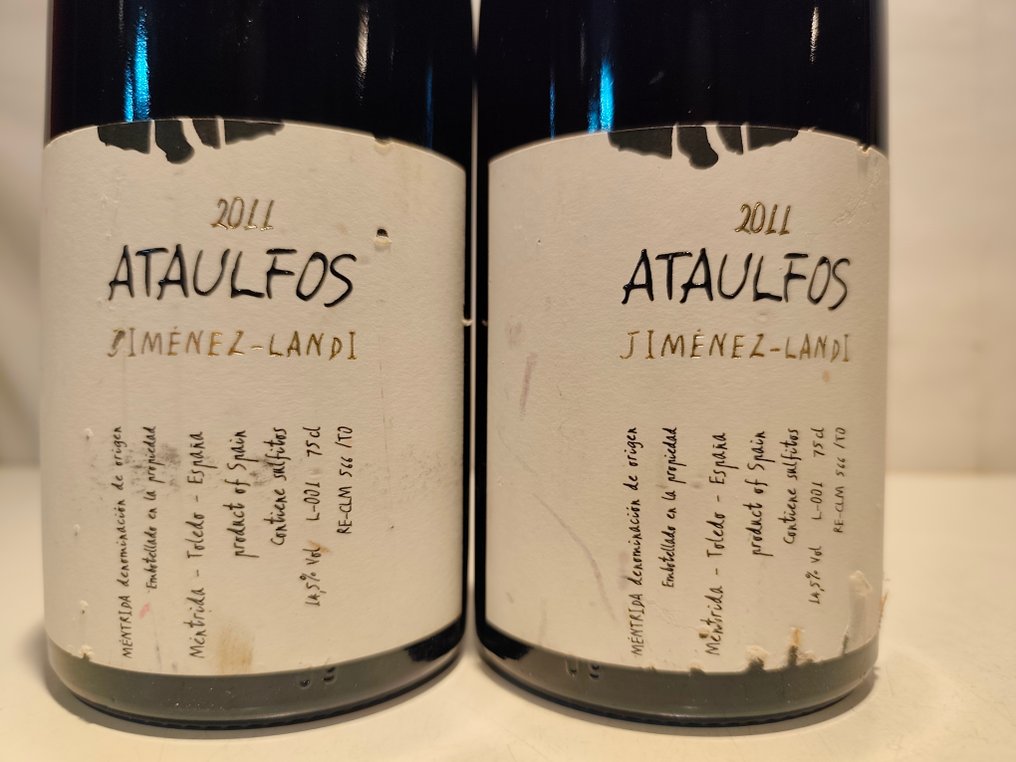 2011
ATAULFOS
JIMÉNEZ-LANDI
MÉNTRIDA denominación de origen
Embotellado en la propiedad
Méntrida - Toledo - España
product of Spain
Contiene sulfitos
14,5% Vol L-001 75 cl
RE-CLM 566 /TO
2011
ATAULFOS
JIMÉNEZ-LANDI
MÉNTRIDA denominación de origen
Embotellado en la propiedad
Méntrida - Toledo - España
product of Spain
Contiene sulfitos
14,5% Vol L-001 75 cl
RE-CLM 566 /TO